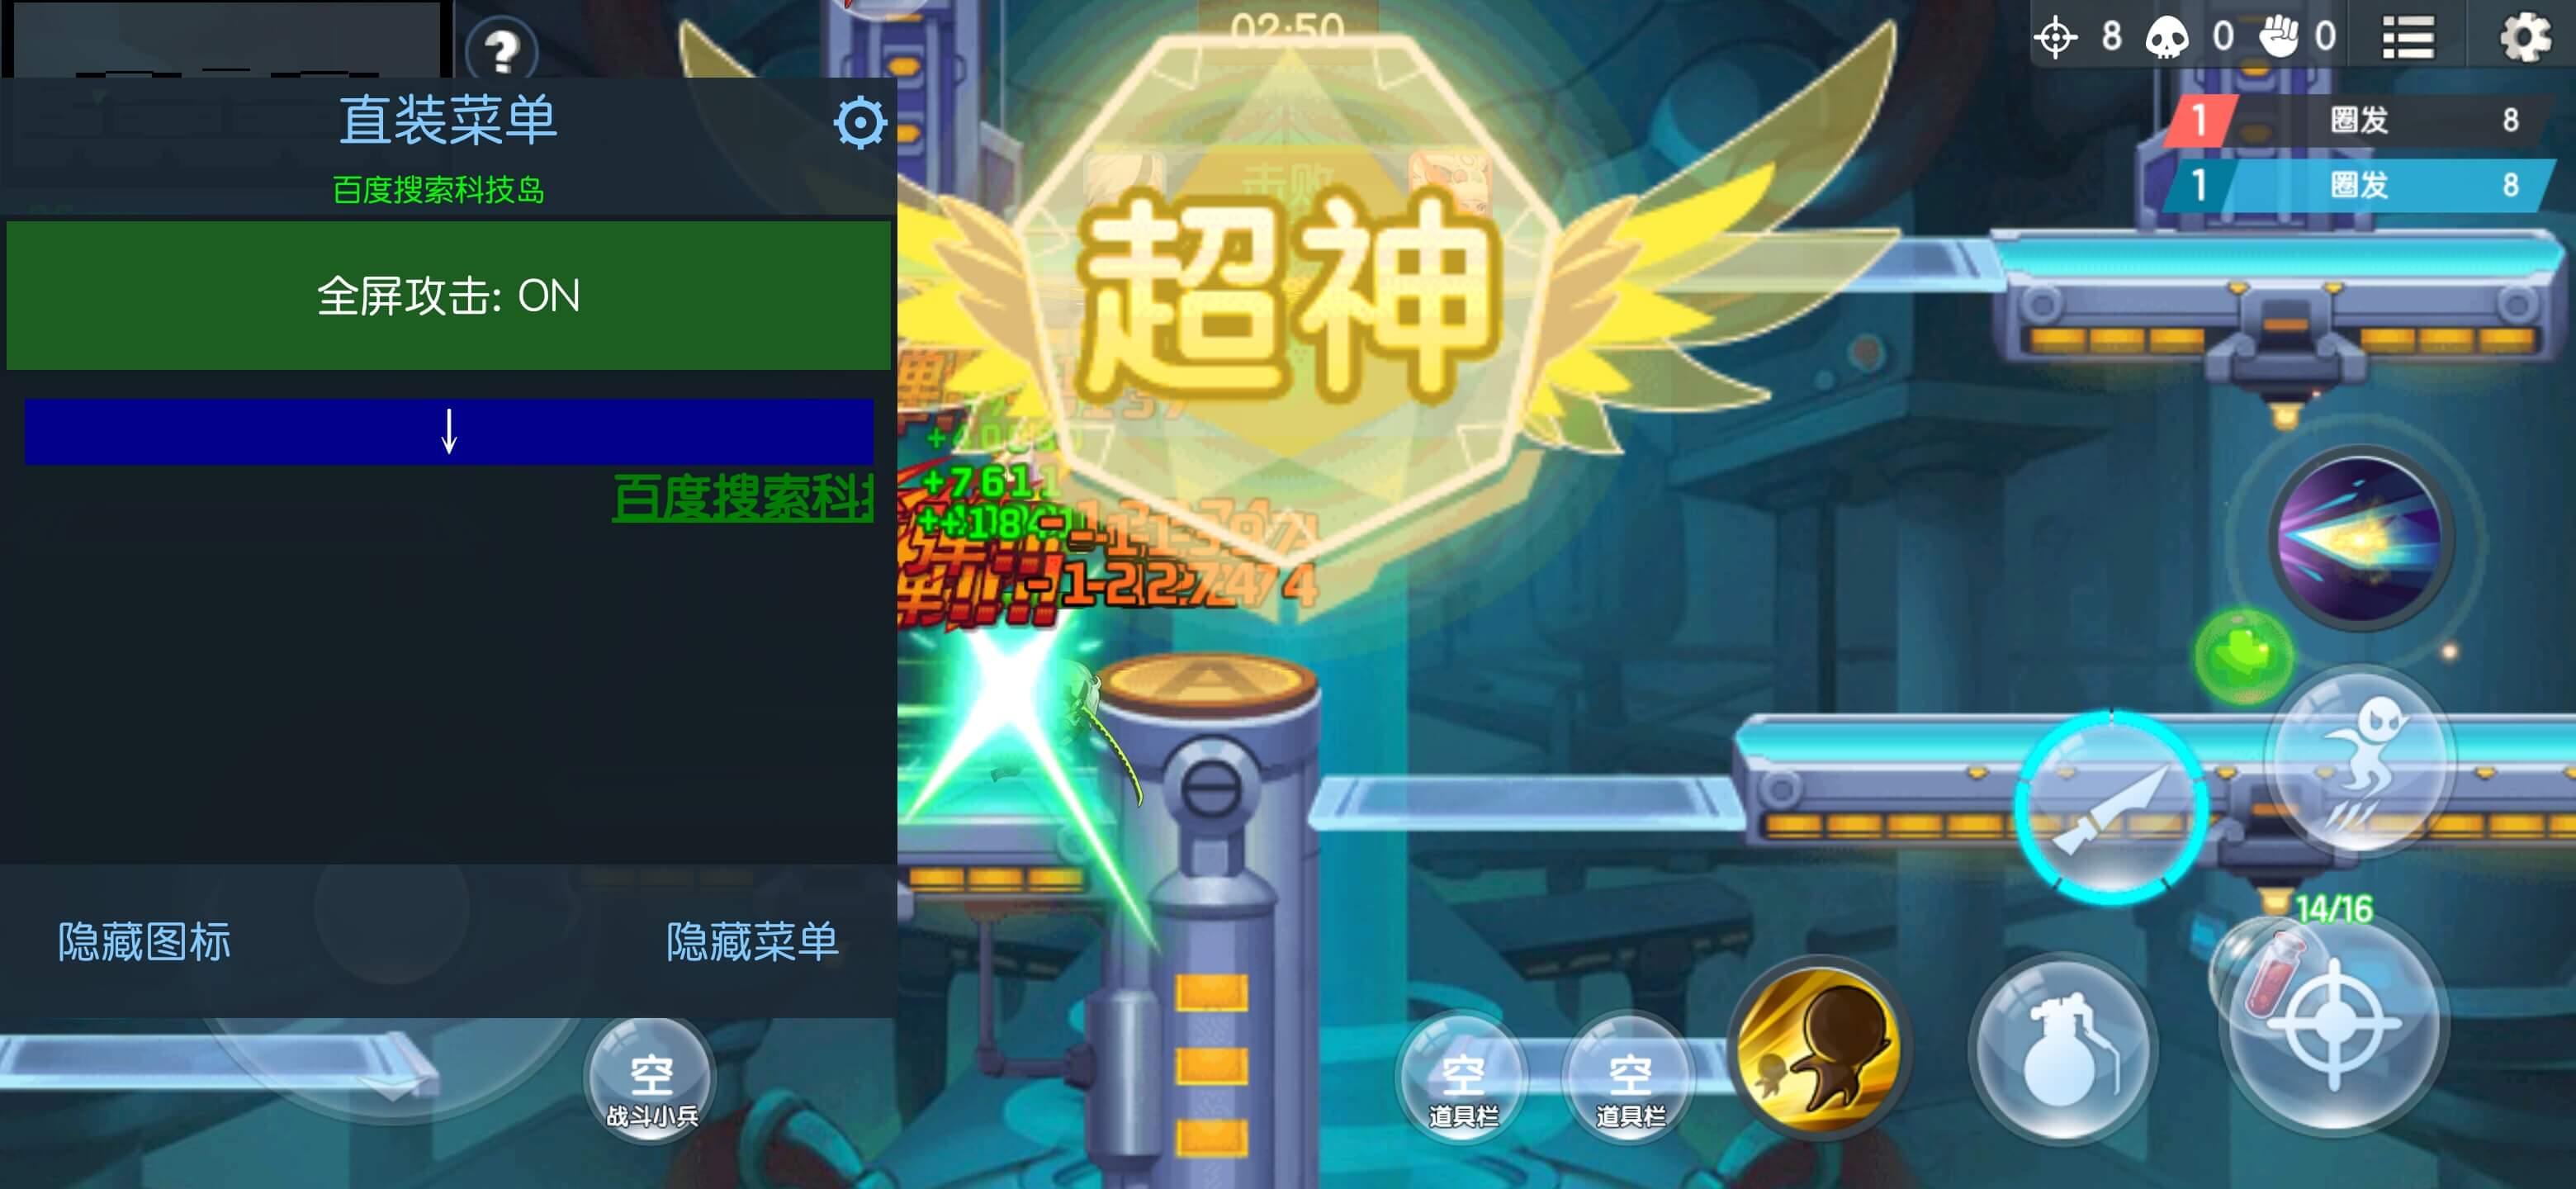 ?
02:50
8 0 0
直装菜单
百度搜索科技岛
1 圈发 8
1 圈发 8
全屏攻击: ON
击败
超神
↓
百度搜索科
+7611
14/16
隐藏图标
隐藏菜单
空
战斗小兵
空
道具栏
空
道具栏